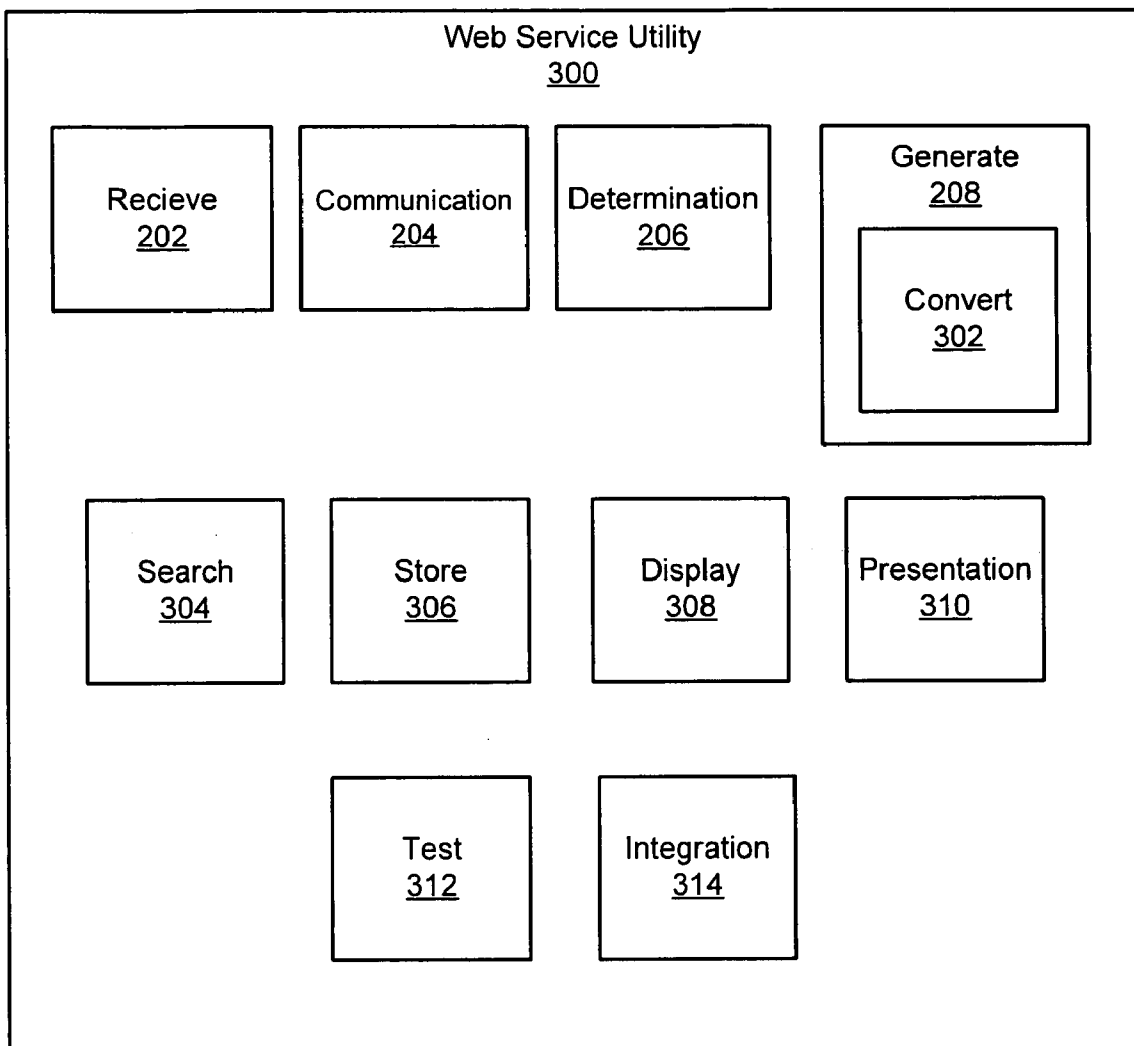 Web Service Utility
300
Recieve
202
Communication
204
Determination
206
Generate
208
Convert
302
Search
304
Store
306
Display
308
Presentation
310
Test
312
Integration
314